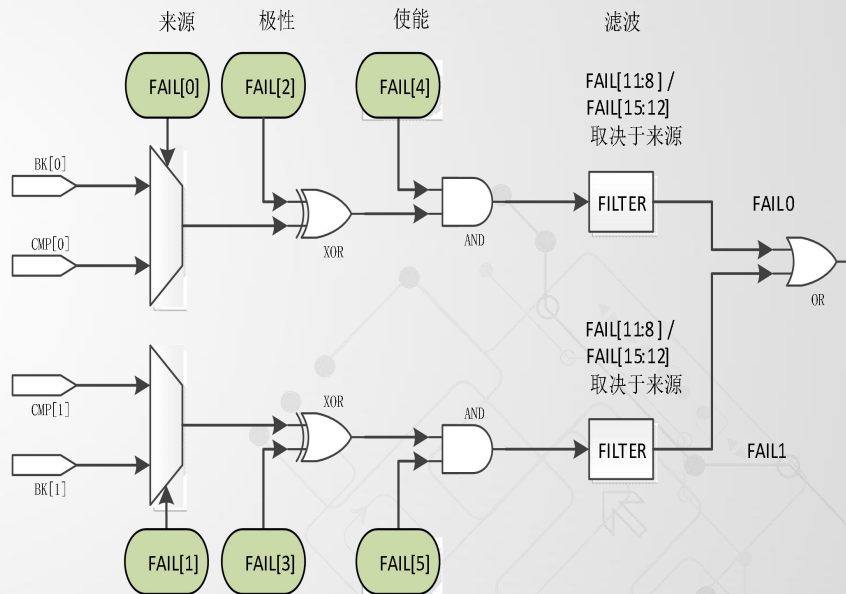 来源
极性
使能
滤波
FAIL[0]
FAIL[2]
FAIL[4]
FAIL[11:8] /
FAIL[15:12]
取决于来源
BK[0]
CMP[0]
XOR
AND
FILTER
FAIL0
OR
FAIL[11:8] /
FAIL[15:12]
取决于来源
CMP[1]
BK[1]
XOR
AND
FILTER
FAIL1
FAIL[1]
FAIL[3]
FAIL[5]